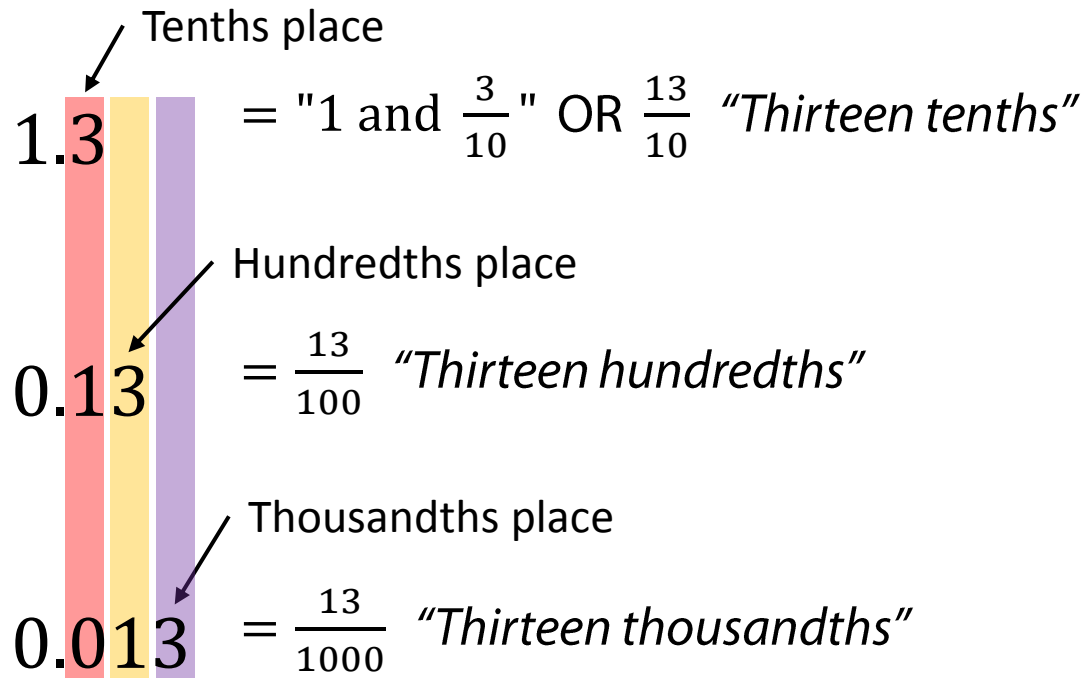 Tenths place
1.3 = "1 and 3/10" OR 13/10 “Thirteen tenths”
Hundredths place
0.13 = 13/100 “Thirteen hundredths”
Thousandths place
0.013 = 13/1000 “Thirteen thousandths”